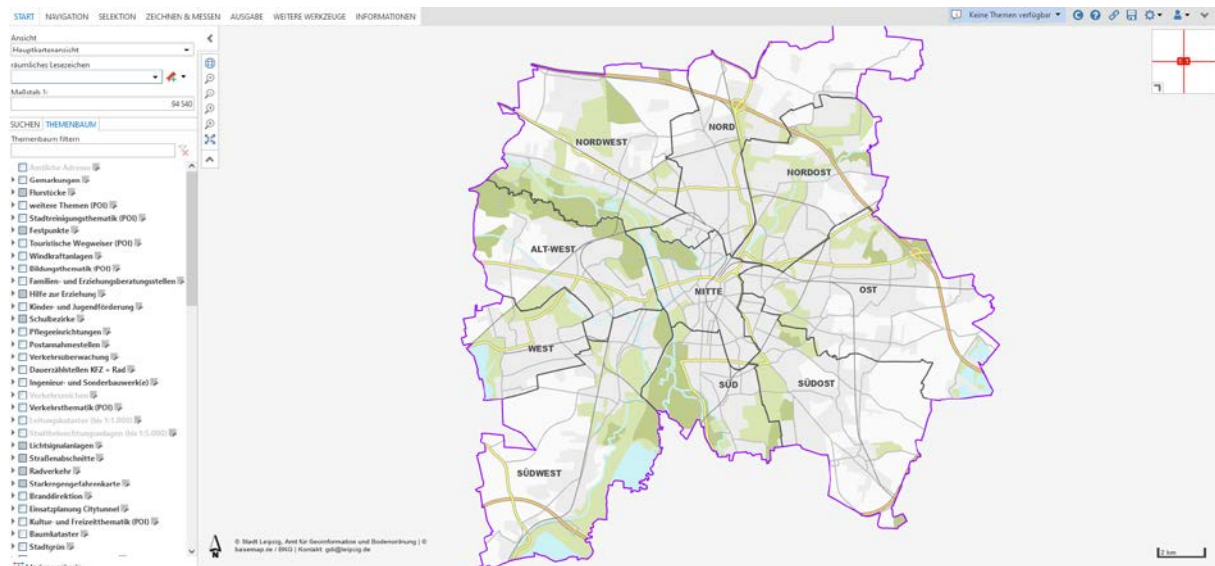 START NAVIGATION SELEKTION ZEICHNEN & MESSEN AUSGABE WEITERE WERKZEUGE INFORMATIONEN
Keine Themen verfügbar
Ansicht
Hauptkartenansicht
räumliches Lesezeichen
Maßstab 1:
94 540
SUCHEN THEMENBAUM
Themenbaum filtern
Amtliche Adresse
Gemarkungen
Flurstücke
weitere Themen (POI)
Stadtreinigungsthematik (POI)
Festpunkte
Touristische Wegweiser (POI)
Windkraftanlagen
Bildungsthematik (POI)
Familien- und Erziehungsberatungsstellen
Hilfe zur Erziehung
Kinder- und Jugendförderung
Schulbezirke
Pflegeeinrichtungen
Postannahmestellen
Verkehrsüberwachung
Dauerzählstellen KFZ + Rad
Ingenieur- und Sonderbauwerk(e)
Verkehrszeichen
Verkehrsthematik (POI)
Leitungskataster (bis 1:1.000)
Stadtbeleuchtungsanlagen (bis 1:5.000)
Lichtsignalanlagen
Straßenabschnitte
Radverkehr
Starkregengefahrenkarte
Branddirektion
Einsatzplanung Citytunnel
Kultur- und Freizeitthematik (POI)
Baumkataster
Stadtgrün
NORD
NORDWEST
NORDOST
ALT-WEST
MITTE
OST
WEST
SÜD
SÜDOST
SÜDWEST
N
© Stadt Leipzig, Amt für Geoinformation und Bodenordnung | ©
basemap.de / BKG | Kontakt: gdi@leipzig.de
2 km